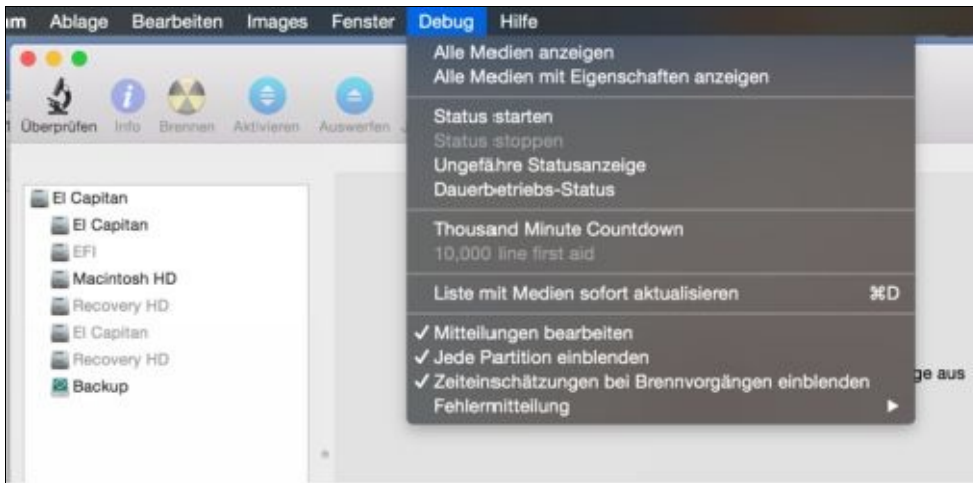 Ablage Bearbeiten Images Fenster Debug Hilfe
Alle Medien anzeigen
Alle Medien mit Eigenschaften anzeigen
Status starten
Status stoppen
Ungefähre Statusanzeige
Dauerbetriebs-Status
Thousand Minute Countdown
10,000 line first aid
Liste mit Medien sofort aktualisieren ⌘D
✓ Mitteilungen bearbeiten
✓ Jede Partition einblenden
✓ Zeiteinschätzungen bei Brennvorgängen einblenden
Fehlermitteilung ▶
Überprüfen Info Brennen Aktivieren Auswerfen
El Capitan
El Capitan
EFI
Macintosh HD
Recovery HD
El Capitan
Recovery HD
Backup
ge aus